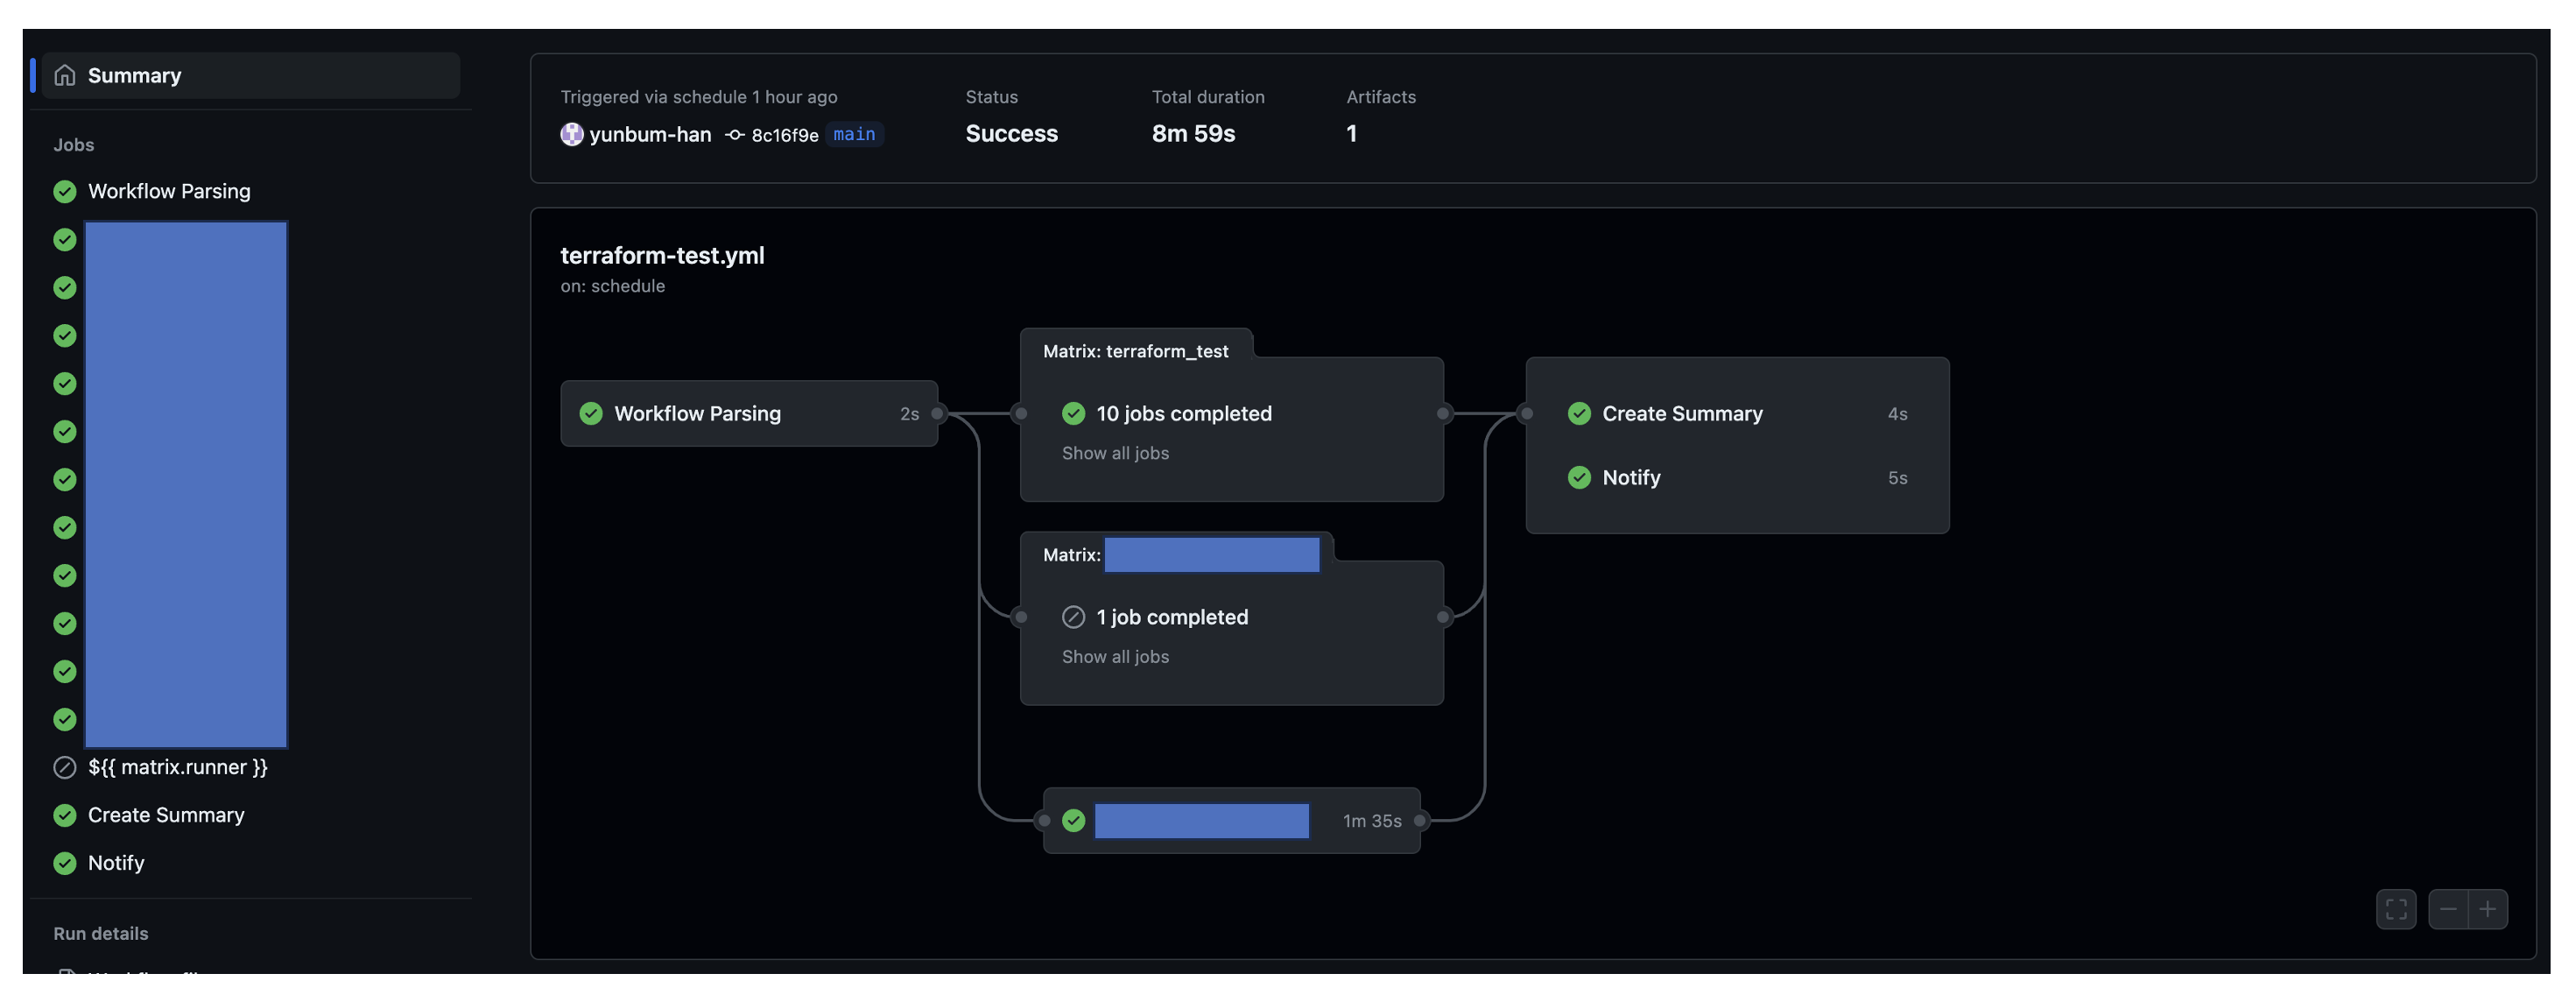 Summary
Jobs
Workflow Parsing
${{ matrix.runner }}
Create Summary
Notify
Run details
Triggered via schedule 1 hour ago
yunbum-han 8c16f9e main
Status
Success
Total duration
8m 59s
Artifacts
1
terraform-test.yml
on: schedule
Workflow Parsing 2s
Matrix: terraform_test
10 jobs completed
Show all jobs
Matrix:
1 job completed
Show all jobs
1m 35s
Create Summary 4s
Notify 5s